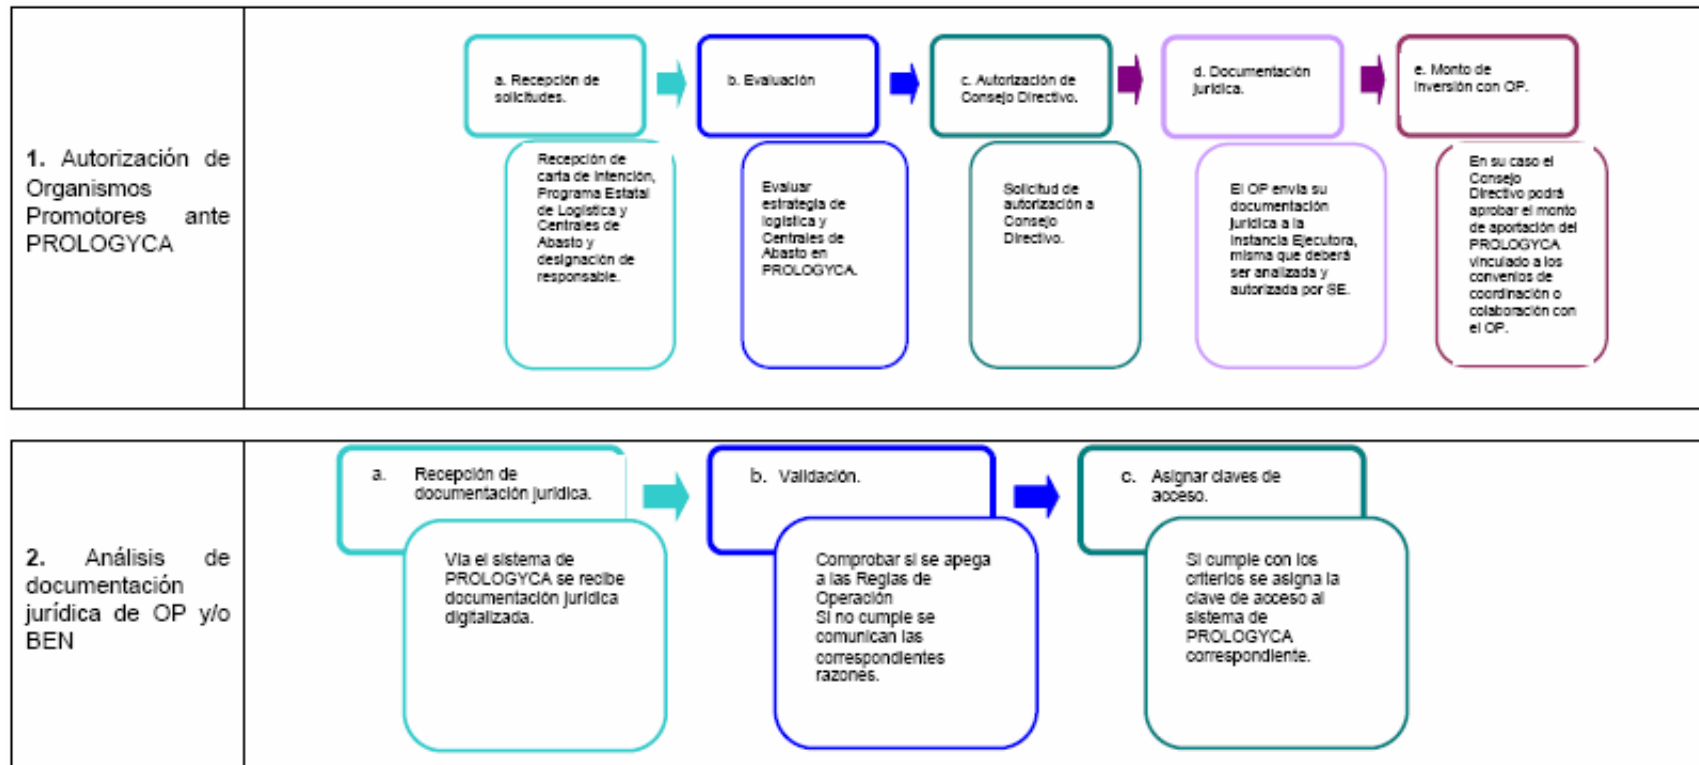 1. Autorización de
Organismos
Promotores ante
PROLOGYCA
a. Recepción de
solicitudes.
b. Evaluación
c. Autorización de
Consejo Directivo.
d. Documentación
jurídica.
e. Monto de
Inversión con OP.
Recepción de
carta de Intención,
Programa Estatal
de Logística y
Centrales de
Abasto y
designación de
responsable.
Evaluar
estrategia de
logística y
Centrales de
Abasto en
PROLOGYCA.
Solicitud de
autorización a
Consejo
Directivo.
El OP envía su
documentación
jurídica a la
Instancia Ejecutora,
misma que deberá
ser analizada y
autorizada por SE.
En su caso el
Consejo
Directivo podrá
aprobar el monto
de aportación del
PROLOGYCA
vinculado a los
convenios de
coordinación o
colaboración con
el OP.
2. Análisis de
documentación
jurídica de OP y/o
BEN
a. Recepción de
documentación jurídica.
b. Validación.
c. Asignar claves de
acceso.
Vía el sistema de
PROLOGYCA se recibe
documentación jurídica
digitalizada.
Comprobar si se apega
a las Reglas de
Operación
Si no cumple se
comunican las
correspondientes
razones.
Si cumple con los
criterios se asigna la
clave de acceso al
sistema de
PROLOGYCA
correspondiente.